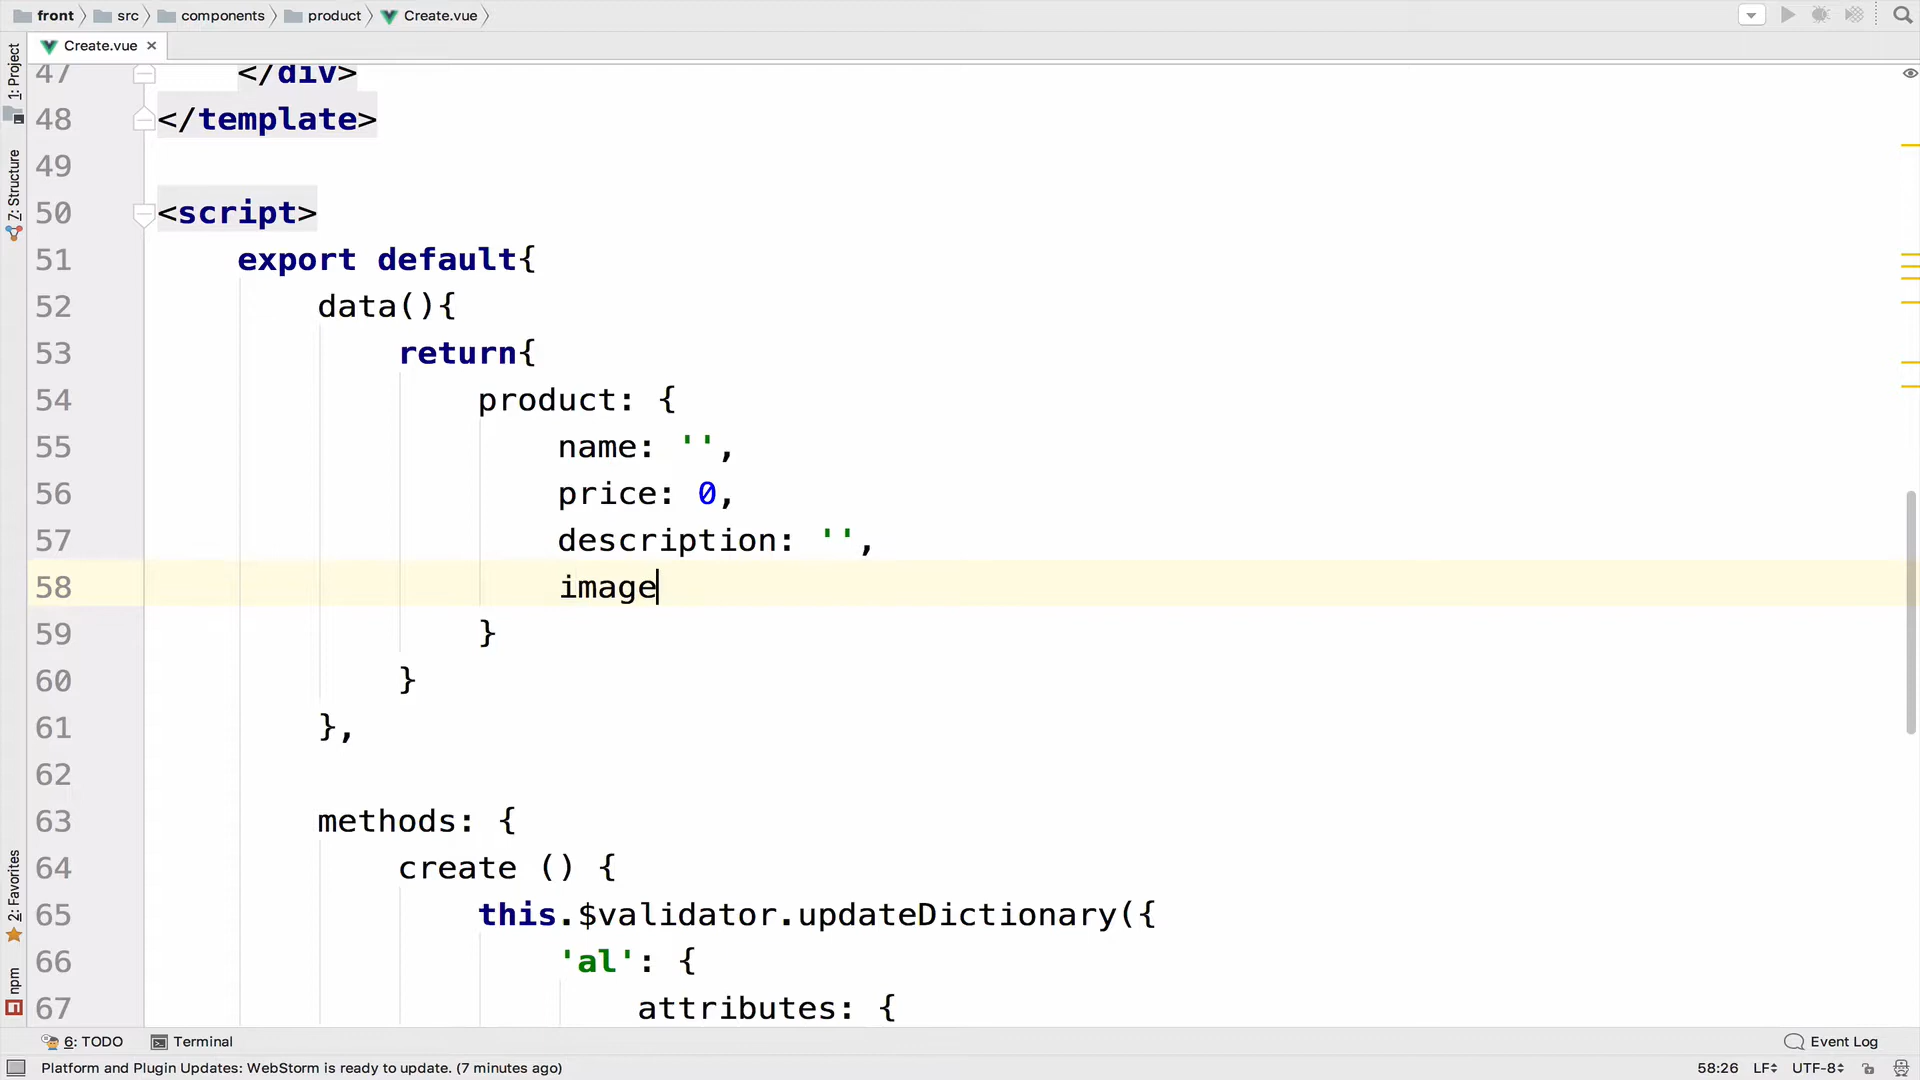 front src components product Create.vue
Create.vue
1: Project
7: Structure
2: Favorites
npm
47 </div>
48 </template>
49
50 <script>
51 export default{
52 data(){
53 return{
54 product: {
55 name: '',
56 price: 0,
57 description: '',
58 image
59 }
60 }
61 },
62
63 methods: {
64 create () {
65 this.$validator.updateDictionary({
66 'al': {
67 attributes: {
6: TODO Terminal Event Log
Platform and Plugin Updates: WebStorm is ready to update. (7 minutes ago) 58:26 LF UTF-8